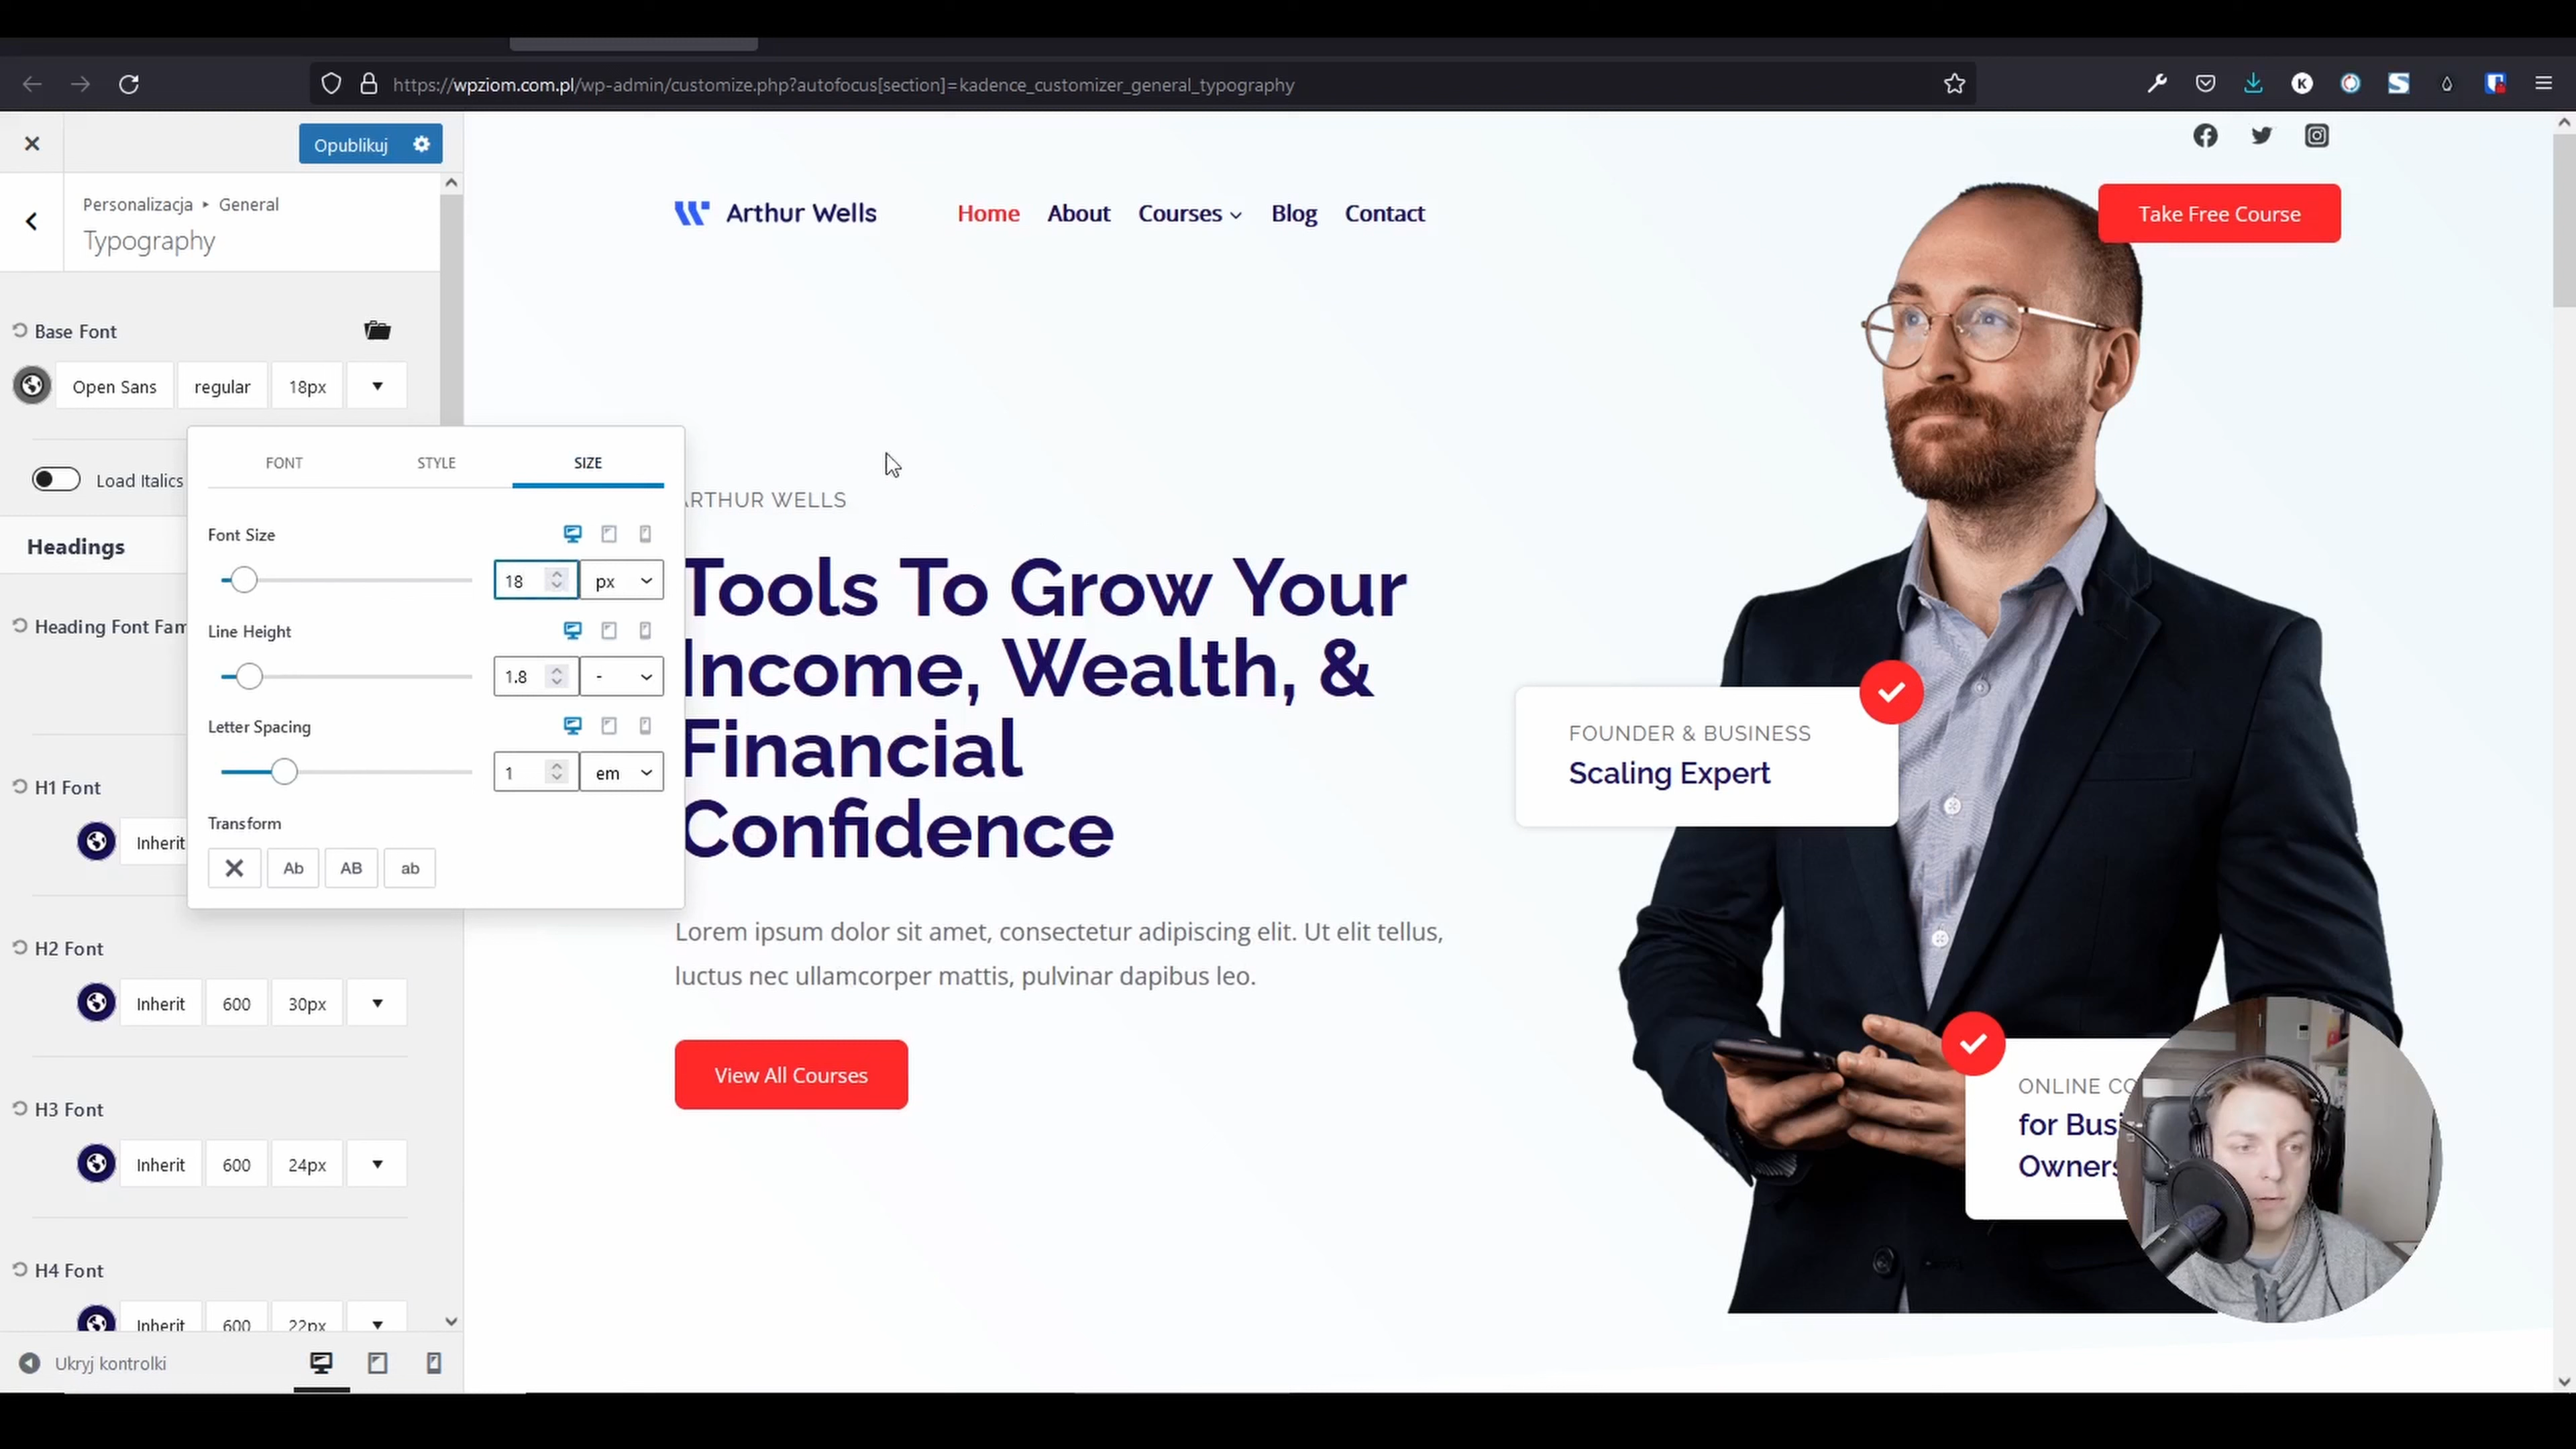 https://wpziom.com.pl/wp-admin/customize.php?autofocus[section]=kadence_customizer_general_typography
K
Opublikuj
Personalizacja ▸ General
Typography
Base Font
Open Sans
regular
18px
Load Italics
Headings
Heading Font Fam
H1 Font
Inherit
H2 Font
Inherit
600
30px
H3 Font
Inherit
600
24px
H4 Font
Inherit
600
22px
Ukryj kontrolki
FONT
STYLE
SIZE
Font Size
18
px
Line Height
1.8
-
Letter Spacing
1
em
Transform
Ab
AB
ab
Arthur Wells
Home
About
Courses
Blog
Contact
Take Free Course
ARTHUR WELLS
Tools To Grow Your
Income, Wealth, &
Financial
Confidence
Lorem ipsum dolor sit amet, consectetur adipiscing elit. Ut elit tellus,
luctus nec ullamcorper mattis, pulvinar dapibus leo.
View All Courses
FOUNDER & BUSINESS
Scaling Expert
ONLINE CO
for Busi
Owners